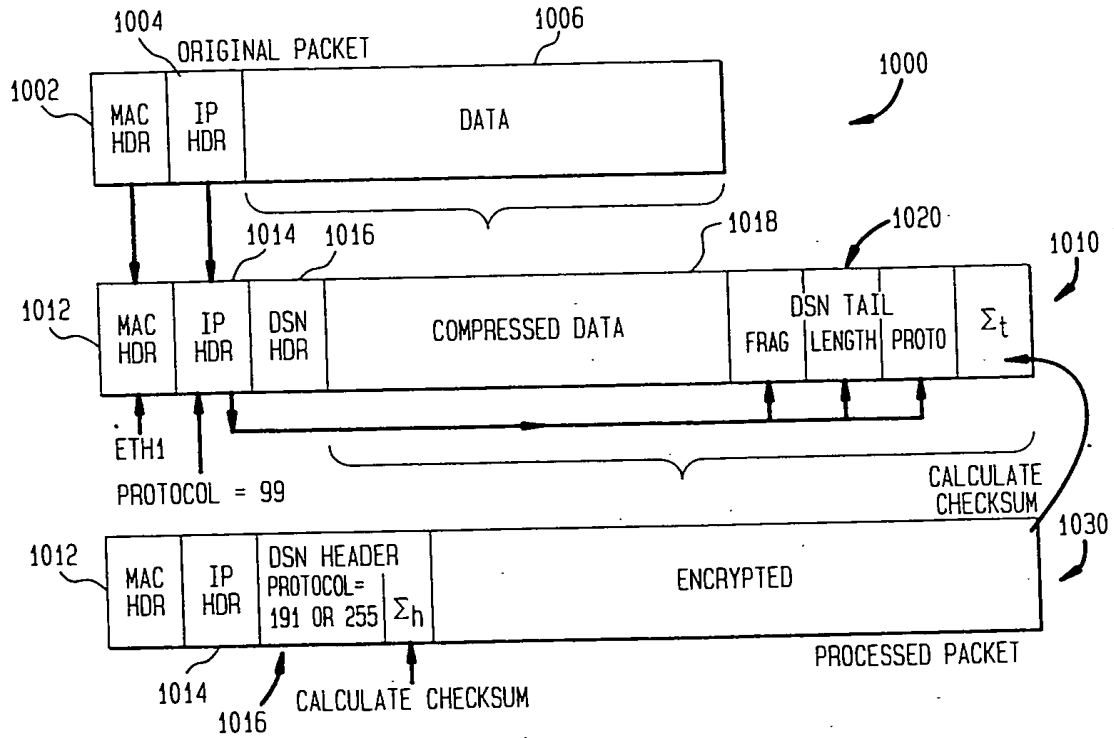 1004
ORIGINAL PACKET
1006
1002
MAC HDR
IP HDR
DATA
1000
1014
1016
1018
1020
1010
1012
MAC HDR
IP HDR
DSN HDR
COMPRESSED DATA
DSN TAIL
FRAG
LENGTH
PROTO
Σt
ETH1
PROTOCOL = 99
CALCULATE
CHECKSUM
1030
1012
MAC HDR
IP HDR
DSN HEADER
PROTOCOL=
191 OR 255
Σh
ENCRYPTED
PROCESSED PACKET
1014
1016
CALCULATE CHECKSUM